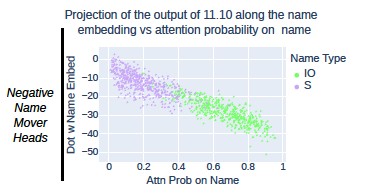 Projection of the output of 11.10 along the name
embedding vs attention probability on name
Negative
Name
Mover
Heads
Dot w Name Embed
0
−10
−20
−30
−40
−50
0
0.2
0.4
0.6
0.8
1
Attn Prob on Name
Name Type
IO
S